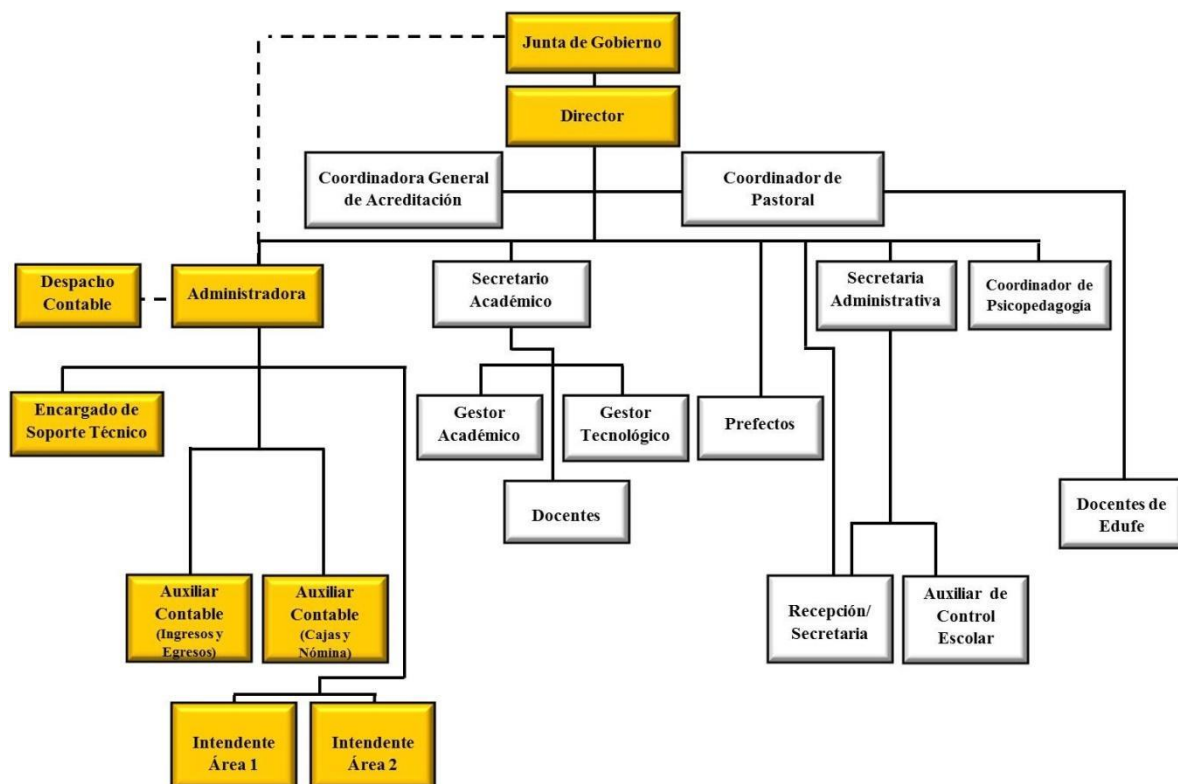 Junta de Gobierno
Director
Coordinadora General
de Acreditación
Coordinador de
Pastoral
Despacho
Contable
Administradora
Secretario
Académico
Secretaria
Administrativa
Coordinador de
Psicopedagogía
Encargado de
Soporte Técnico
Gestor
Académico
Gestor
Tecnológico
Prefectos
Docentes
Docentes de
Edufe
Auxiliar
Contable
(Ingresos y
Egresos)
Auxiliar
Contable
(Cajas y
Nómina)
Recepción/
Secretaria
Auxiliar de
Control
Escolar
Intendente
Área 1
Intendente
Área 2